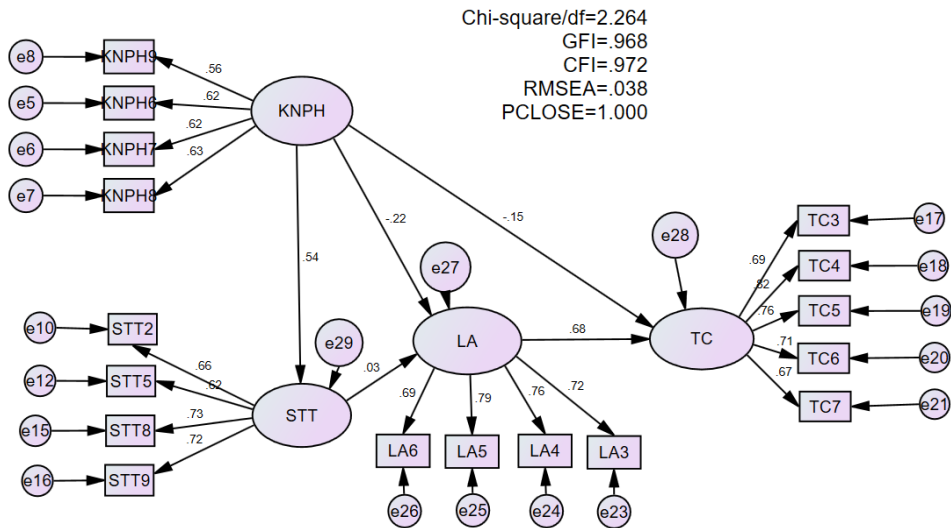 Chi-square/df=2.264
GFI=.968
CFI=.972
RMSEA=.038
PCLOSE=1.000
e8
KNPH9
.56
e5
KNPH6
.62
KNPH
e6
KNPH7
.62
e7
KNPH8
.63
-.22
-.15
.54
e28
e27
TC3
e17
.69
TC4
e18
.82
TC5
e19
.76
TC6
e20
.71
TC7
e21
.67
TC
.68
LA
e29
.03
STT
e10
STT2
.66
e12
STT5
.62
e15
STT8
.73
e16
STT9
.72
.69
.79
.76
.72
LA6
LA5
LA4
LA3
e26
e25
e24
e23